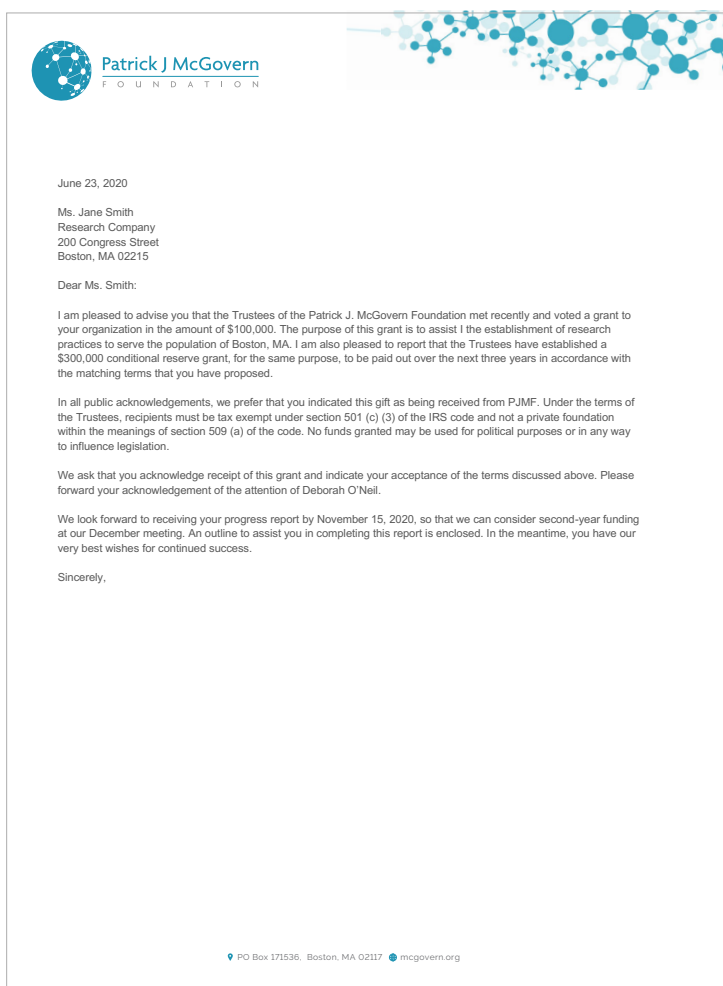 Patrick J McGovern
FOUNDATION
June 23, 2020
Ms. Jane Smith
Research Company
200 Congress Street
Boston, MA 02215
Dear Ms. Smith:
I am pleased to advise you that the Trustees of the Patrick J. McGovern Foundation met recently and voted a grant to
your organization in the amount of $100,000. The purpose of this grant is to assist I the establishment of research
practices to serve the population of Boston, MA. I am also pleased to report that the Trustees have established a
$300,000 conditional reserve grant, for the same purpose, to be paid out over the next three years in accordance with
the matching terms that you have proposed.
In all public acknowledgements, we prefer that you indicated this gift as being received from PJMF. Under the terms of
the Trustees, recipients must be tax exempt under section 501 (c) (3) of the IRS code and not a private foundation
within the meanings of section 509 (a) of the code. No funds granted may be used for political purposes or in any way
to influence legislation.
We ask that you acknowledge receipt of this grant and indicate your acceptance of the terms discussed above. Please
forward your acknowledgement of the attention of Deborah O'Neil.
We look forward to receiving your progress report by November 15, 2020, so that we can consider second-year funding
at our December meeting. An outline to assist you in completing this report is enclosed. In the meantime, you have our
very best wishes for continued success.
Sincerely,
PO Box 171536, Boston, MA 02117 mcgovern.org